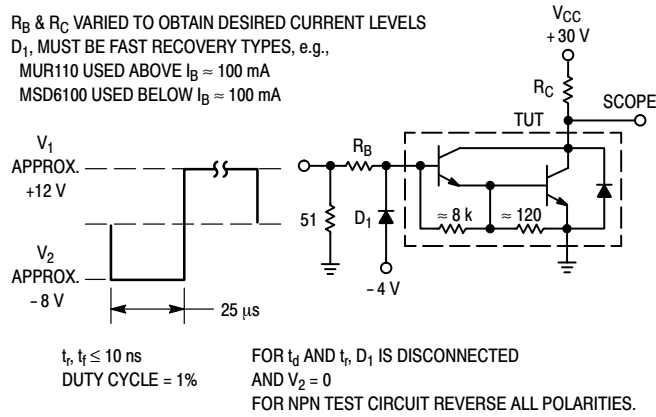 R_B & R_C VARIED TO OBTAIN DESIRED CURRENT LEVELS
D_1, MUST BE FAST RECOVERY TYPES, e.g.,
MUR110 USED ABOVE I_B ≈ 100 mA
MSD6100 USED BELOW I_B ≈ 100 mA
V_CC
+30 V
R_C
SCOPE
TUT
V_1
APPROX.
+12 V
R_B
51
D_1
≈ 8 k
≈ 120
V_2
APPROX.
– 8 V
– 4 V
25 μs
t_r, t_f ≤ 10 ns
DUTY CYCLE = 1%
FOR t_d AND t_r, D_1 IS DISCONNECTED
AND V_2 = 0
FOR NPN TEST CIRCUIT REVERSE ALL POLARITIES.